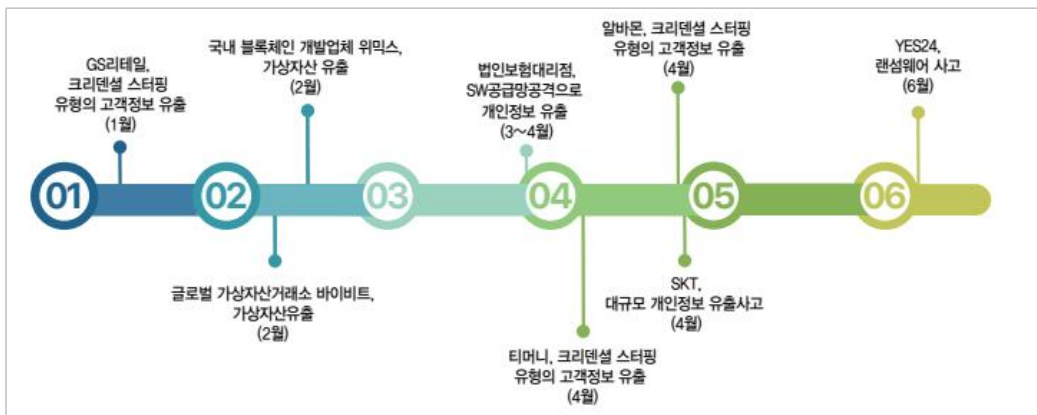 GS리테일,
크리덴셜 스터핑
유형의 고객정보 유출
(1월)
국내 블록체인 개발업체 위믹스,
가상자산 유출
(2월)
법인보험대리점,
SW공급망공격으로
개인정보 유출
(3~4월)
알바몬, 크리덴셜 스터핑
유형의 고객정보 유출
(4월)
YES24,
랜섬웨어 사고
(6월)
01
02
03
04
05
06
글로벌 가상자산거래소 바이비트,
가상자산유출
(2월)
티머니, 크리덴셜 스터핑
유형의 고객정보 유출
(4월)
SKT,
대규모 개인정보 유출사고
(4월)